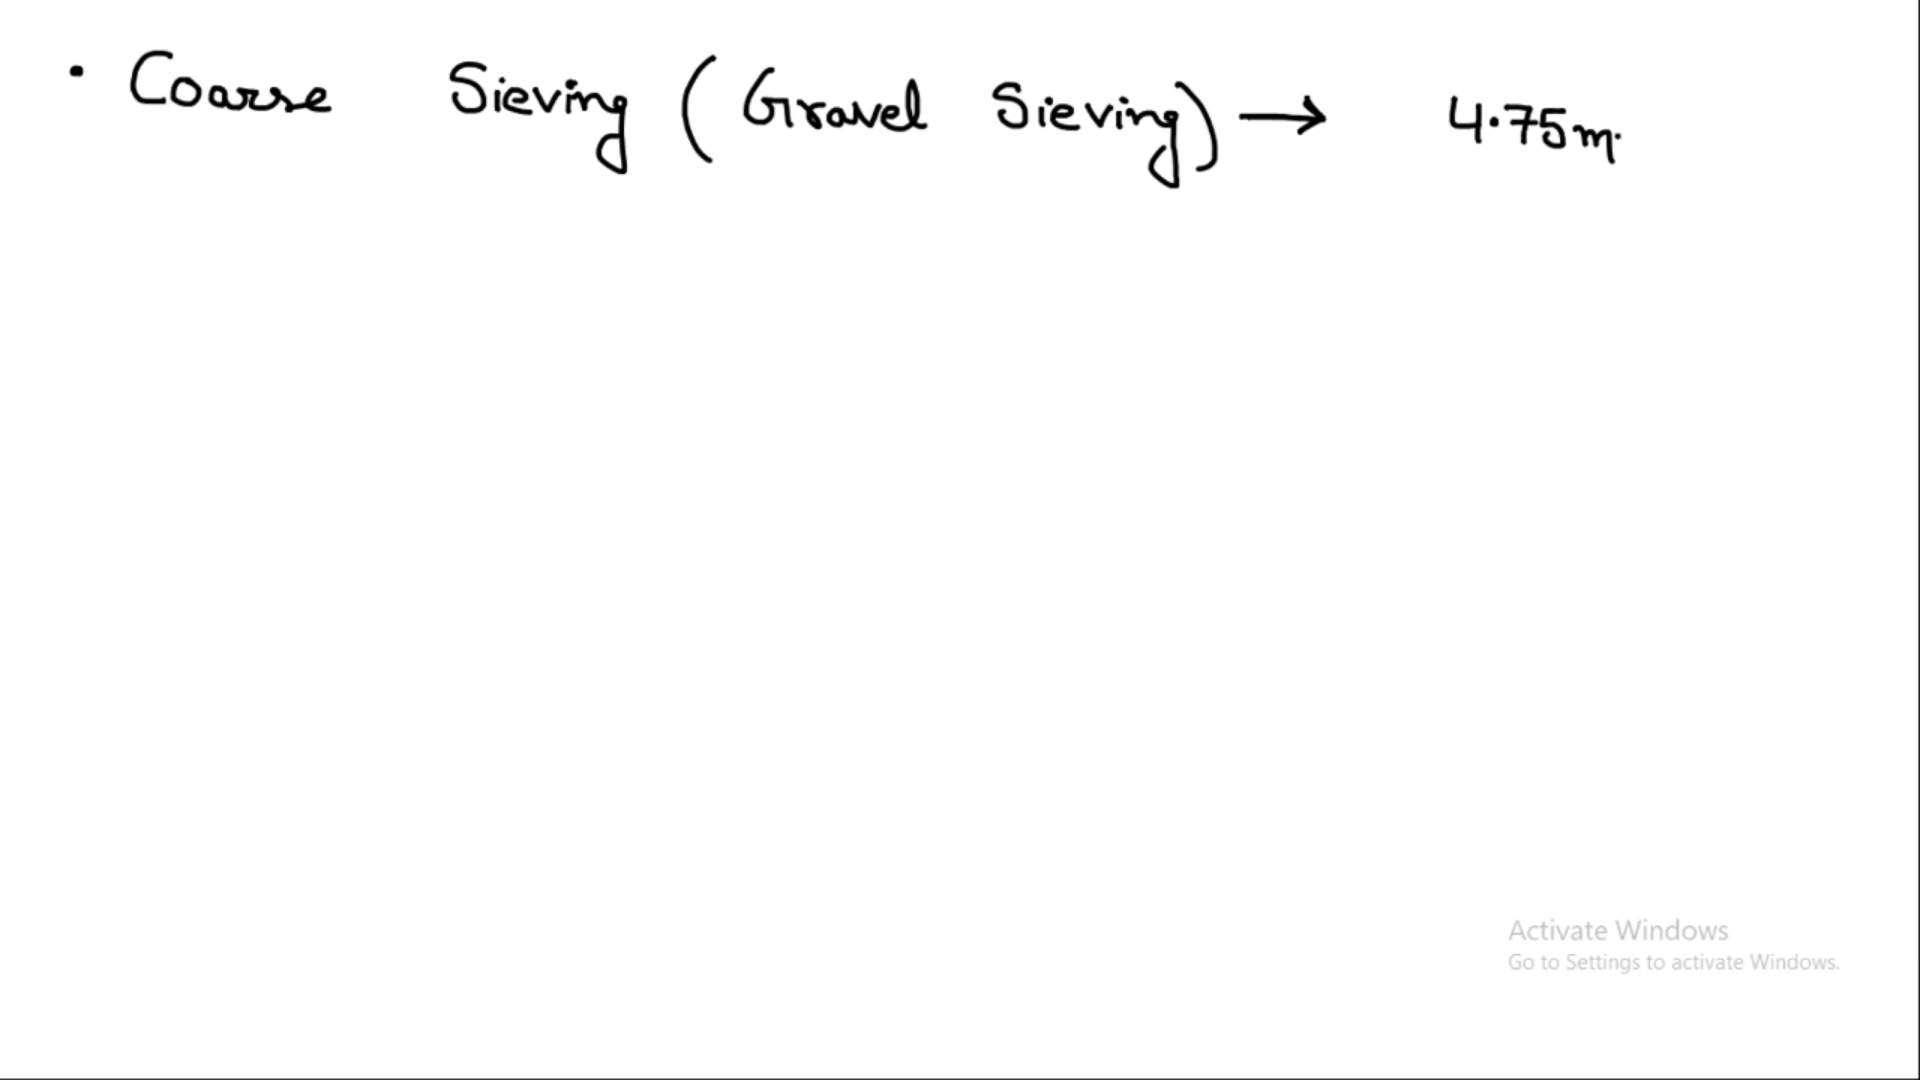 • Coarse Sieving (Gravel Sieving) → 4.75m.
Activate Windows
Go to Settings to activate Windows.